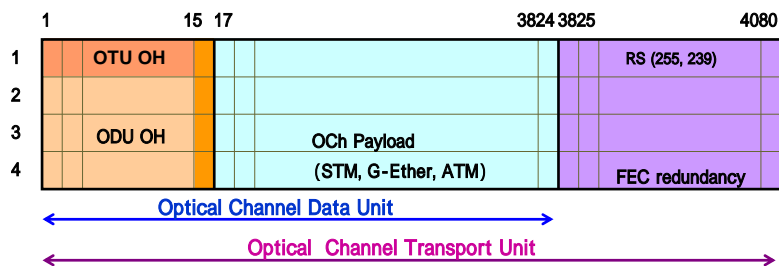 1 15 17 3824 3825 4080
1 OTU OH RS (255, 239)
2
3 ODU OH OCh Payload
4 (STM, G-Ether, ATM) FEC redundancy
Optical Channel Data Unit
Optical Channel Transport Unit